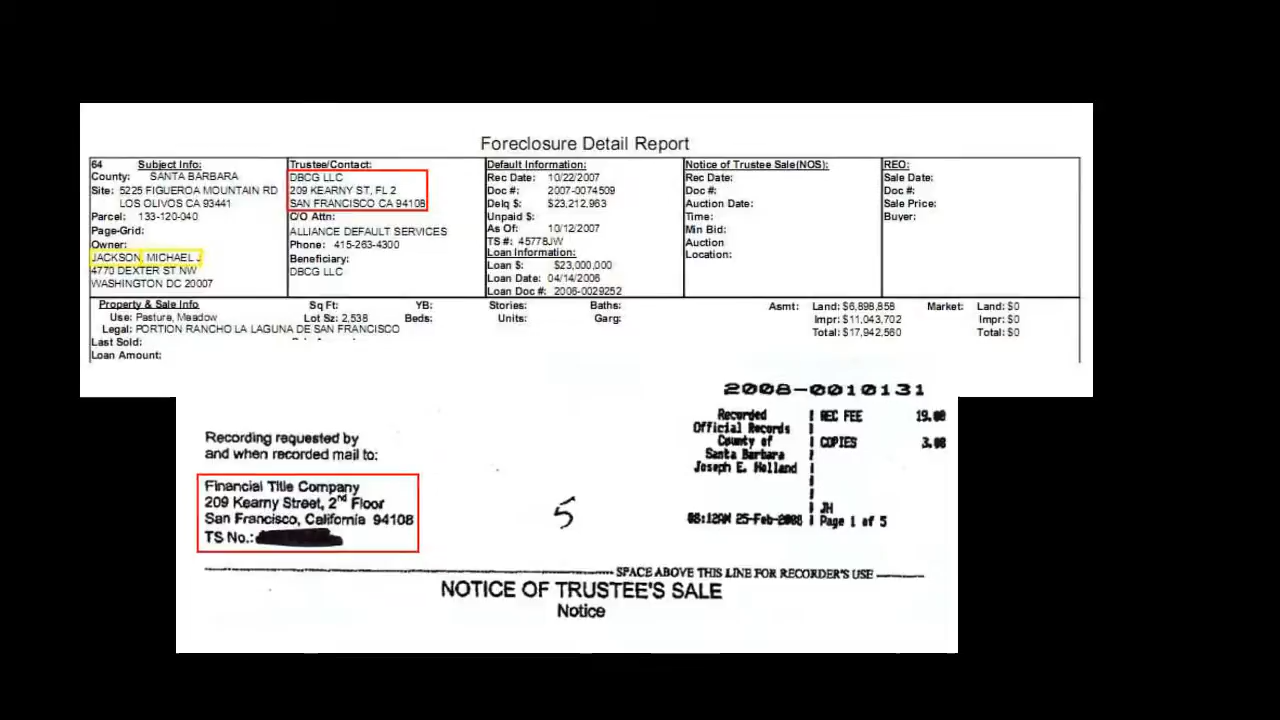 Foreclosure Detail Report
64 Subject Info:
County: SANTA BARBARA
Site: 5225 FIGUEROA MOUNTAIN RD
LOS OLIVOS CA 93441
Parcel: 133-120-040
Page-Grid:
Owner:
JACKSON, MICHAEL J
4770 DEXTER ST NW
WASHINGTON DC 20007
Trustee/Contact:
DBCG LLC
209 KEARNY ST, FL 2
SAN FRANCISCO CA 94108
C/O Attn:
ALLIANCE DEFAULT SERVICES
Phone: 415-263-4300
Beneficiary:
DBCG LLC
Default Information:
Rec Date: 10/22/2007
Doc #: 2007-0074509
Delq $: $23,212,963
Unpaid $:
As Of: 10/12/2007
TS #: 45778JW
Loan Information:
Loan $: $23,000,000
Loan Date: 04/14/2006
Loan Doc #: 2006-0029252
Notice of Trustee Sale(NOS):
Rec Date:
Doc #:
Auction Date:
Time:
Min Bid:
Auction
Location:
REO:
Sale Date:
Doc #:
Sale Price:
Buyer:
Property & Sale Info Sq Ft: YB: Stories: Baths: Asmt: Land: $6,898,858 Market: Land: $0
Use: Pasture, Meadow Lot Sz: 2,538 Beds: Units: Garg: Impr: $11,043,702 Impr: $0
Legal: PORTION RANCHO LA LAGUNA DE SAN FRANCISCO Total: $17,942,560 Total: $0
Last Sold:
Loan Amount:
2008-0010131
Recorded
Official Records
County of
Santa Barbara
Joseph E. Holland
08:12AM 25-Feb-2008
REC FEE 19.00
COPIES 3.00
JH
Page 1 of 5
Recording requested by
and when recorded mail to:
Financial Title Company
209 Kearny Street, 2nd Floor
San Francisco, California 94108
TS No.:
5
SPACE ABOVE THIS LINE FOR RECORDER'S USE
NOTICE OF TRUSTEE'S SALE
Notice